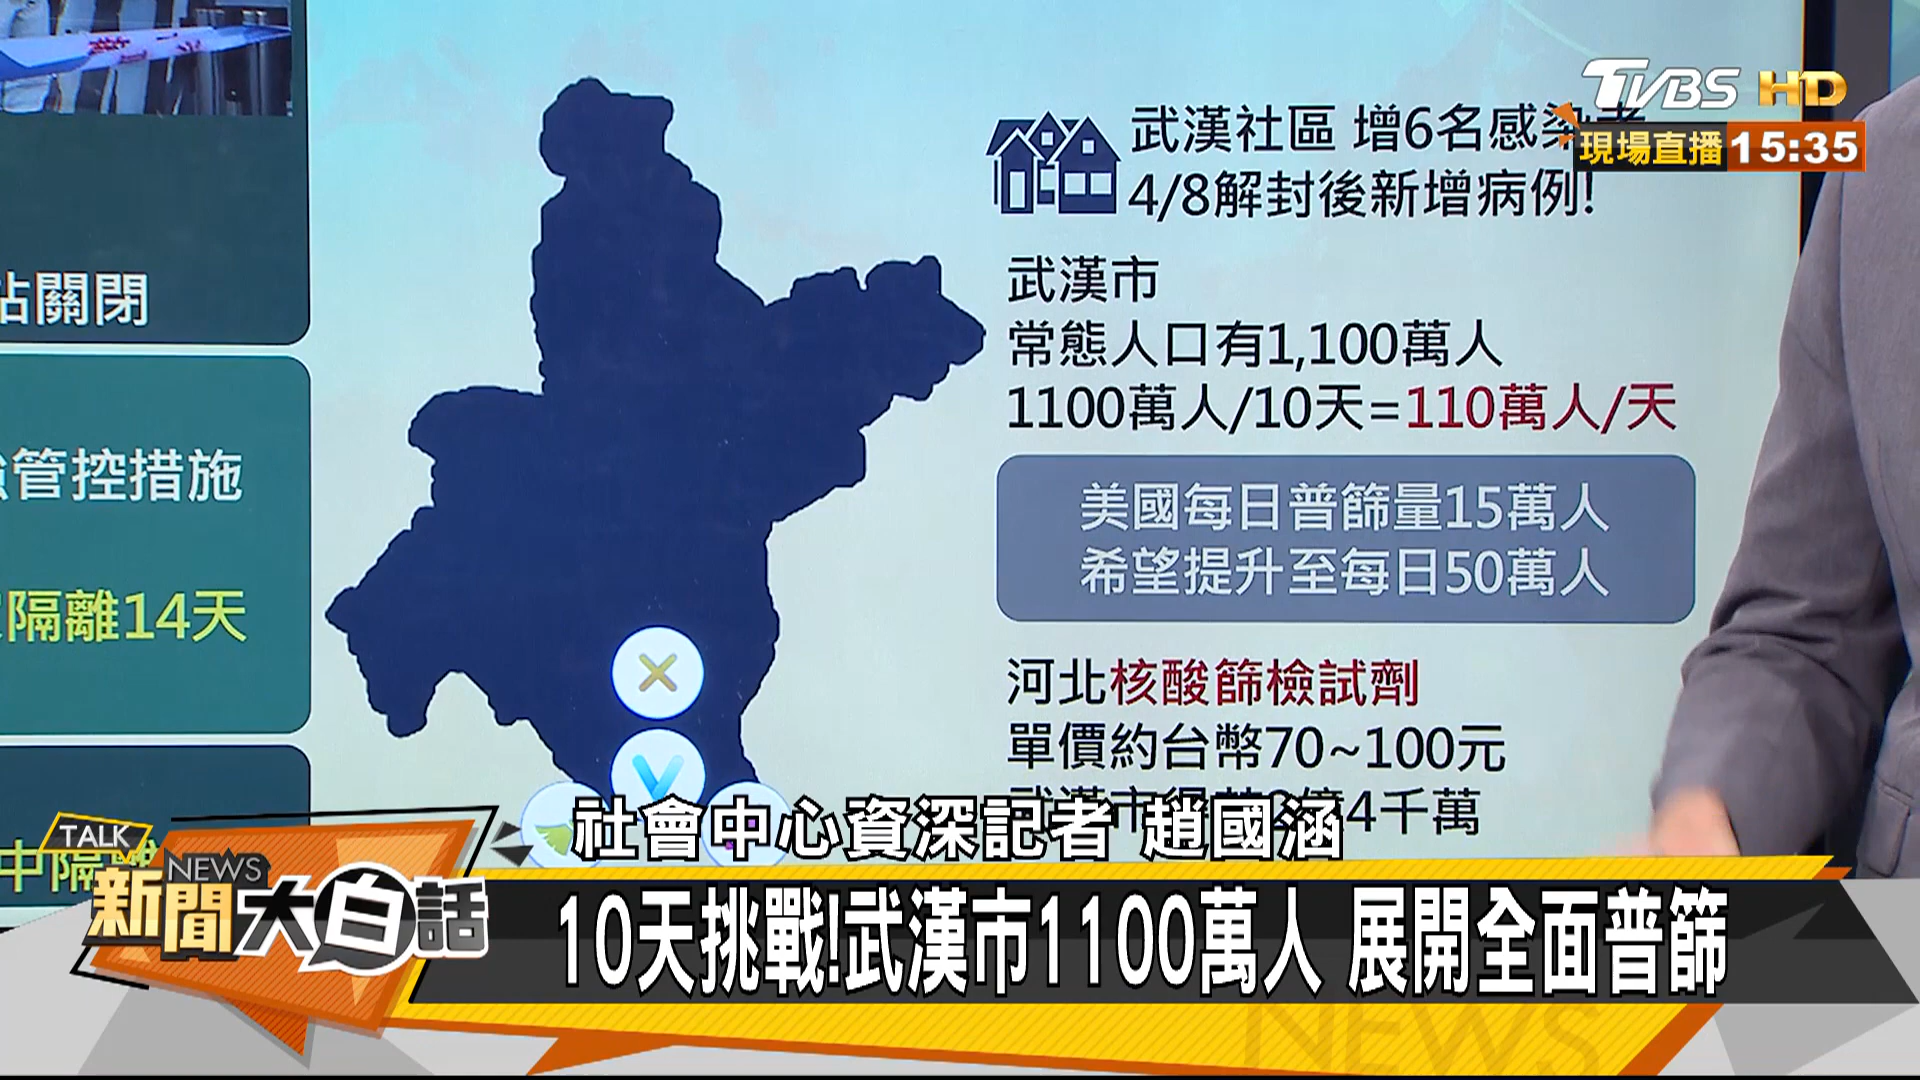 TVBS HD
現場直播 15:35
武漢社區 增6名感染
4/8解封後新增病例!
武漢市
常態人口有1,100萬人
1100萬人/10天=110萬人/天
美國每日普篩量15萬人
希望提升至每日50萬人
河北核酸篩檢試劑
單價約台幣70~100元
武漢市 4千萬
站關閉
管控措施
隔離14天
中隔離
社會中心資深記者 趙國涵
TALK
NEWS
新聞大白話
10天挑戰!武漢市1100萬人 展開全面普篩
NEWS